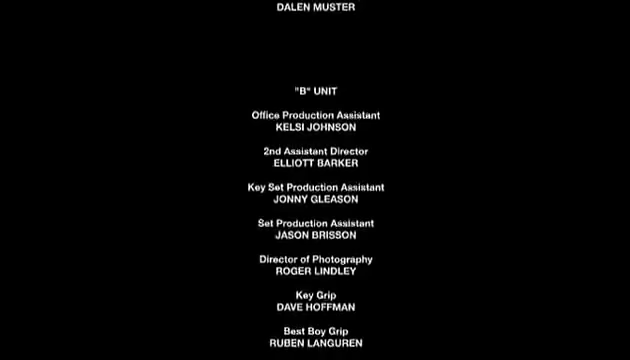 DALEN MUSTER
"B" UNIT
Office Production Assistant
KELSI JOHNSON
2nd Assistant Director
ELLIOTT BARKER
Key Set Production Assistant
JONNY GLEASON
Set Production Assistant
JASON BRISSON
Director of Photography
ROGER LINDLEY
Key Grip
DAVE HOFFMAN
Best Boy Grip
RUBEN LANGUREN